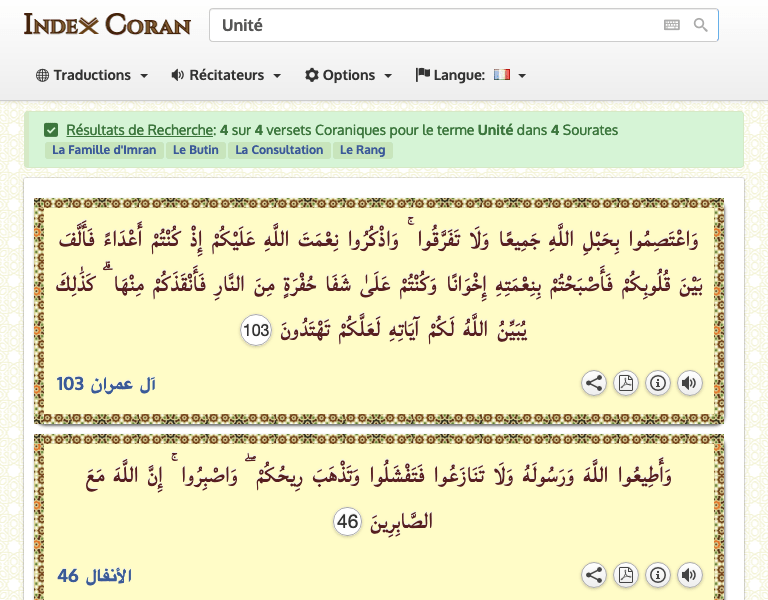 INDEX CORAN
Unité
Traductions
Récitateurs
Options
Langue:
Résultats de Recherche: 4 sur 4 versets Coraniques pour le terme Unité dans 4 Sourates
La Famille d'Imran Le Butin La Consultation Le Rang
وَاعْتَصِمُوا بِحَبْلِ اللَّهِ جَمِيعًا وَلَا تَفَرَّقُوا ۚ وَاذْكُرُوا نِعْمَتَ اللَّهِ عَلَيْكُمْ إِذْ كُنْتُمْ أَعْدَاءً فَأَلَّفَ
بَيْنَ قُلُوبِكُمْ فَأَصْبَحْتُمْ بِنِعْمَتِهِ إِخْوَانًا وَكُنْتُمْ عَلَىٰ شَفَا حُفْرَةٍ مِنَ النَّارِ فَأَنْقَذَكُمْ مِنْهَا ۗ كَذَٰلِكَ
يُبَيِّنُ اللَّهُ لَكُمْ آيَاتِهِ لَعَلَّكُمْ تَهْتَدُونَ 103
آل عمران 103
وَأَطِيعُوا اللَّهَ وَرَسُولَهُ وَلَا تَنَازَعُوا فَتَفْشَلُوا وَتَذْهَبَ رِيحُكُمْ ۖ وَاصْبِرُوا ۚ إِنَّ اللَّهَ مَعَ
الصَّابِرِينَ 46
الأنفال 46